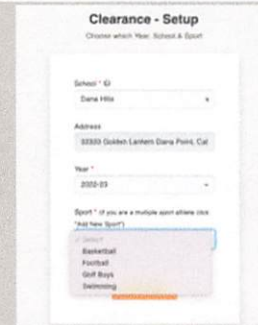 Clearance - Setup
Choose which Year, School & Sport
School *
Dana Hills
Address
33333 Golden Lantern Dana Point, Cal
Year *
2022-23
Sport * (If you are a multiple sport athlete click
"Add New Sport")
✓ Select
Basketball
Football
Golf Boys
Swimming